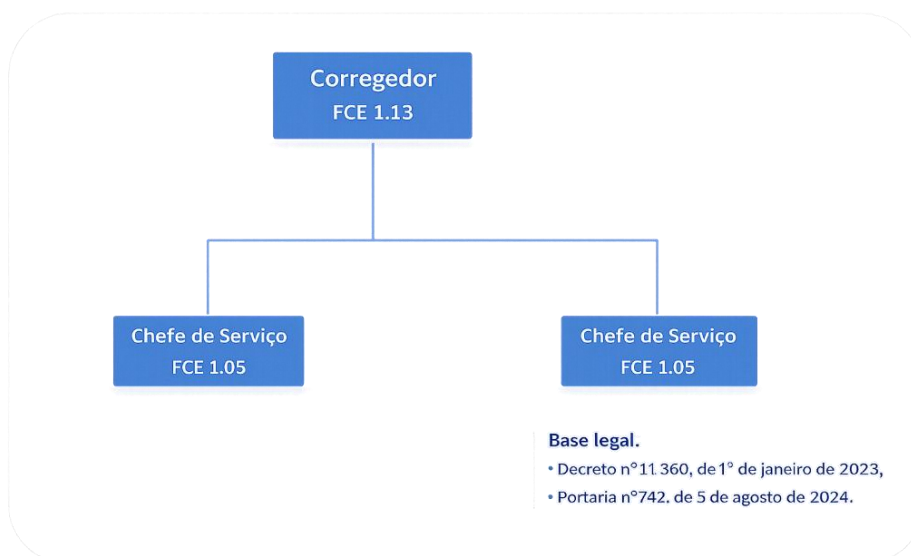 Corregedor
FCE 1.13
Chefe de Serviço
FCE 1.05
Chefe de Serviço
FCE 1.05
Base legal.
• Decreto n°11.360, de 1° de janeiro de 2023,
• Portaria n°742, de 5 de agosto de 2024.